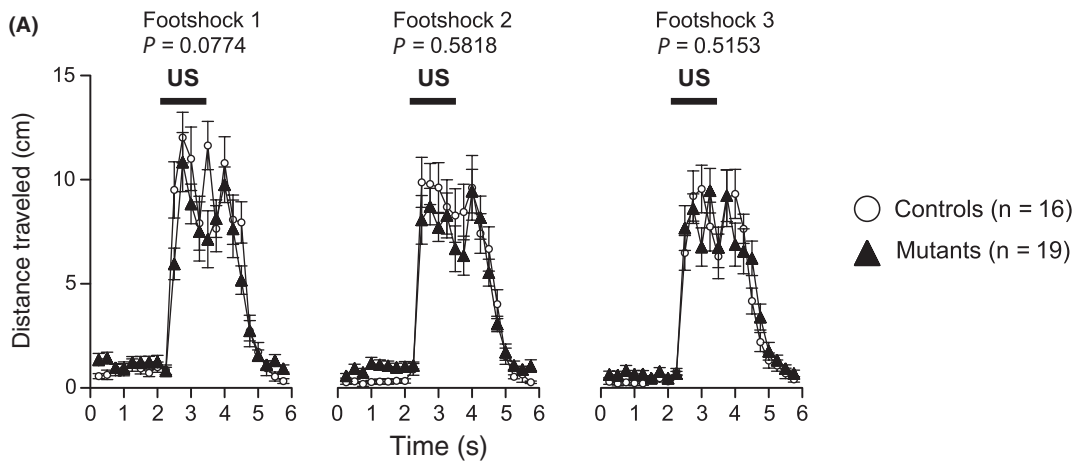 (A)
Footshock 1
P = 0.0774
Footshock 2
P = 0.5818
Footshock 3
P = 0.5153
US
US
US
15
10
5
0
Distance traveled (cm)
0 1 2 3 4 5 6
0 1 2 3 4 5 6
0 1 2 3 4 5 6
Time (s)
Controls (n = 16)
Mutants (n = 19)